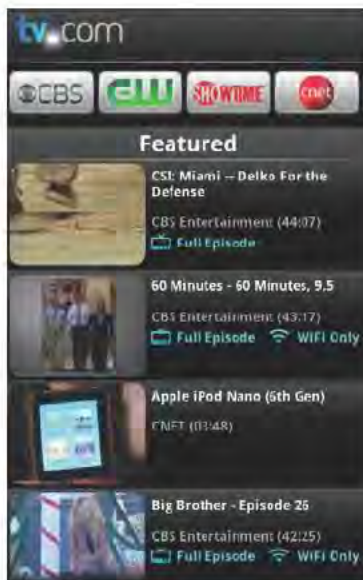 tv.com
CBS
CW
SHOWTIME
cnet
Featured
CSI: Miami -- Delko For the
Defense
CBS Entertainment (44:07)
Full Episode
60 Minutes - 60 Minutes, 9.5
CBS Entertainment (43:17)
Full Episode WiFi Only
Apple iPod Nano (6th Gen)
CNET (03:48)
Big Brother - Episode 26
CBS Entertainment (42:25)
Full Episode WiFi Only